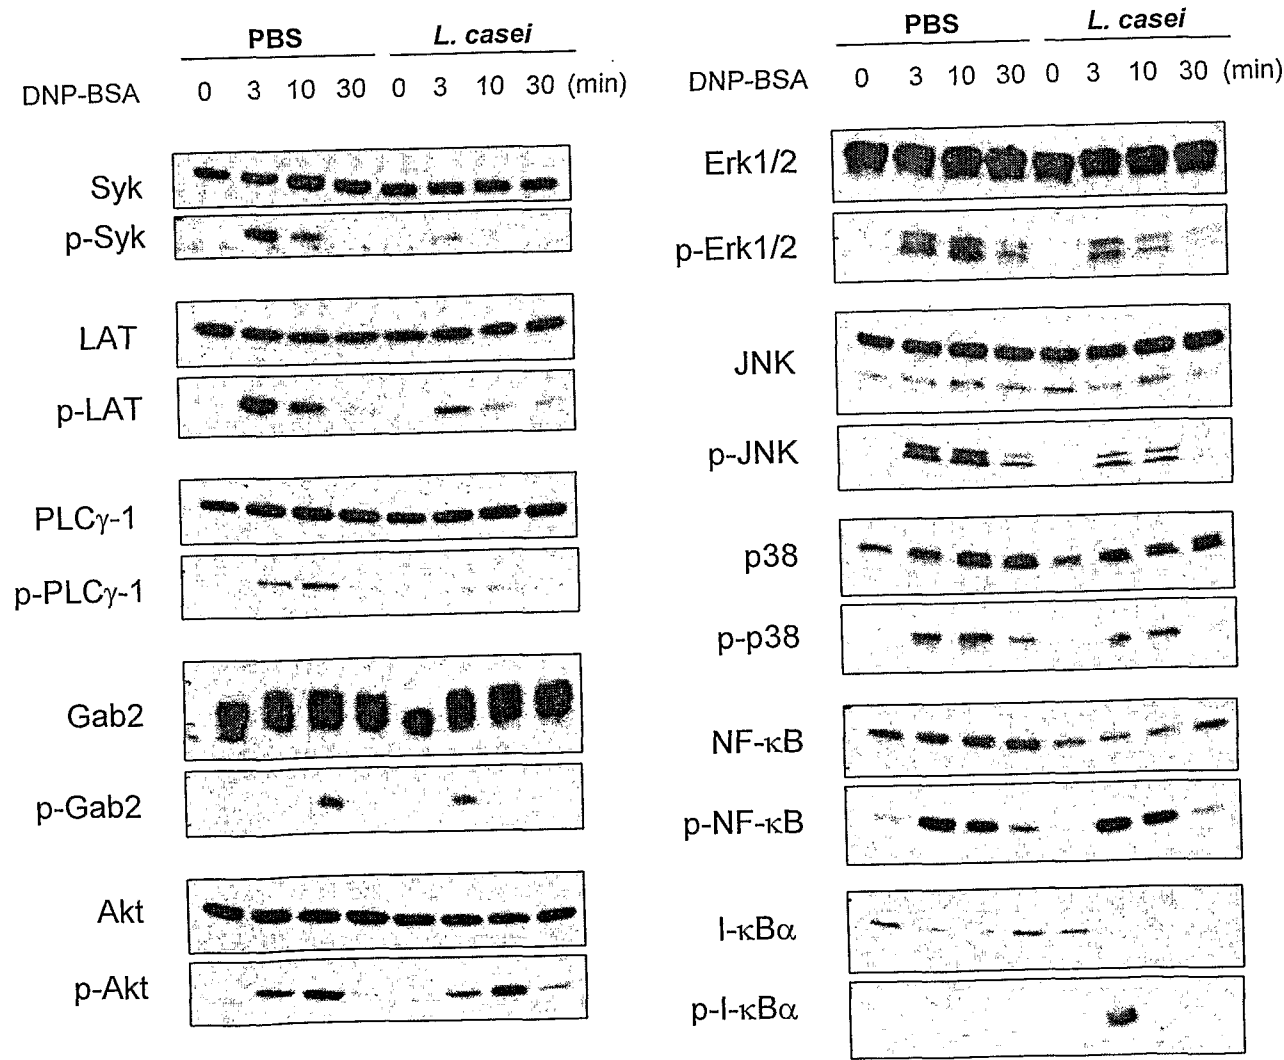 PBS L. casei
DNP-BSA 0 3 10 30 0 3 10 30 (min)
Syk
p-Syk
LAT
p-LAT
PLCγ-1
p-PLCγ-1
Gab2
p-Gab2
Akt
p-Akt
PBS L. casei
DNP-BSA 0 3 10 30 0 3 10 30 (min)
Erk1/2
p-Erk1/2
JNK
p-JNK
p38
p-p38
NF-κB
p-NF-κB
I-κBα
p-I-κBα